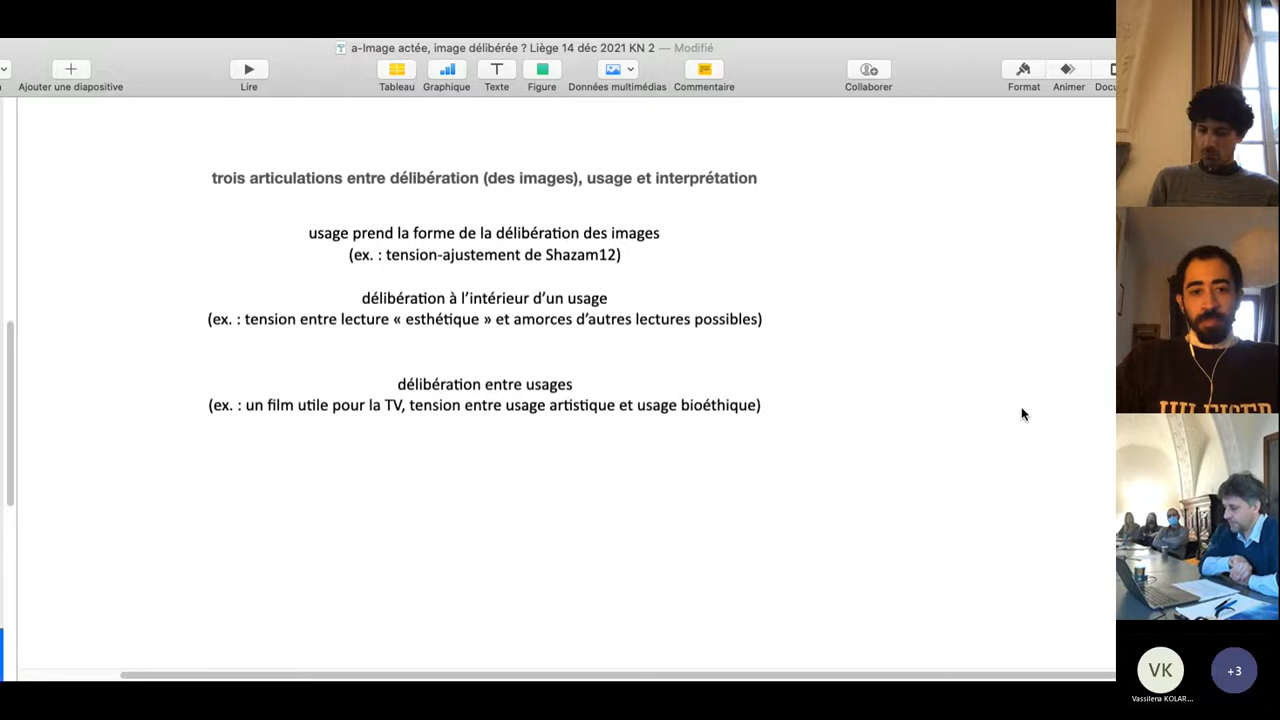 a-Image actée, image délibérée ? Liège 14 déc 2021 KN 2 — Modifié
Ajouter une diapositive
Lire
Tableau
Graphique
Texte
Figure
Données multimédias
Commentaire
Collaborer
Format
Animer
trois articulations entre délibération (des images), usage et interprétation
usage prend la forme de la délibération des images
(ex. : tension-ajustement de Shazam12)
délibération à l’intérieur d’un usage
(ex. : tension entre lecture « esthétique » et amorces d’autres lectures possibles)
délibération entre usages
(ex. : un film utile pour la TV, tension entre usage artistique et usage bioéthique)
VK
+3
Vassilena KOLAR...